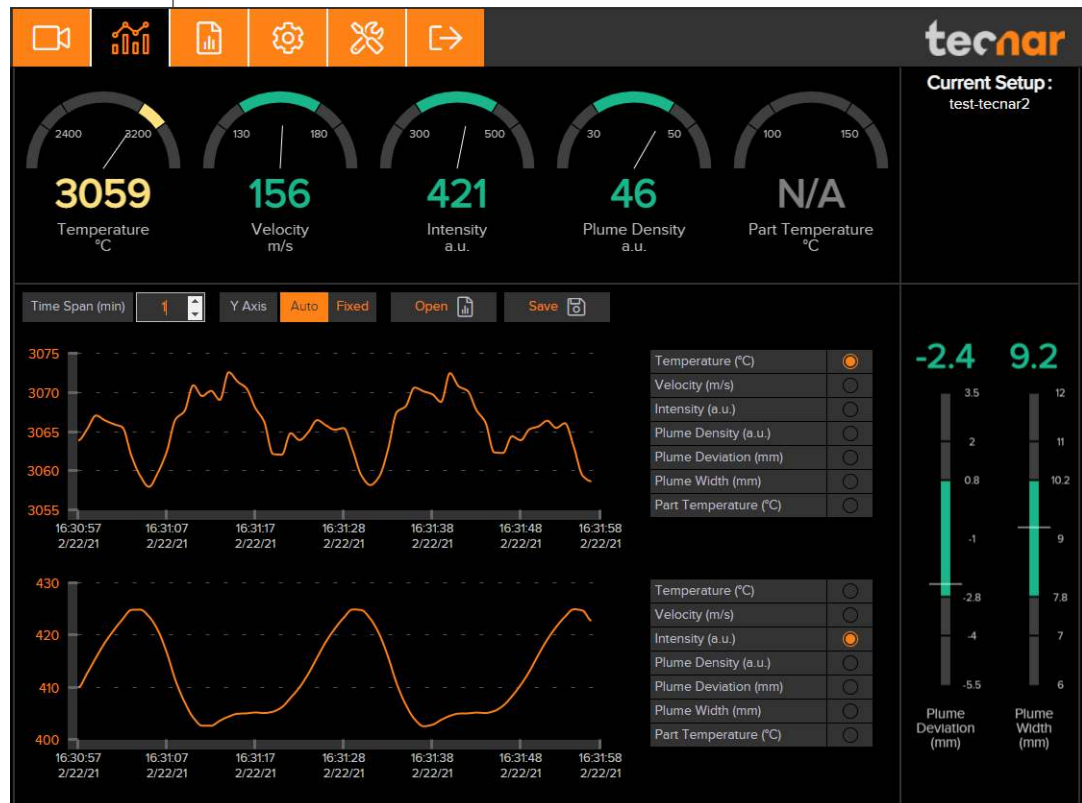 tecnar
Current Setup:
test-tecnar2
2400 3200
3059
Temperature
°C
130 180
156
Velocity
m/s
300 500
421
Intensity
a.u.
30 50
46
Plume Density
a.u.
100 150
N/A
Part Temperature
°C
Time Span (min) 1 Y Axis Auto Fixed Open Save
3075
3070
3065
3060
3055
16:30:57 16:31:07 16:31:17 16:31:28 16:31:38 16:31:48 16:31:58
2/22/21 2/22/21 2/22/21 2/22/21 2/22/21 2/22/21 2/22/21
Temperature (°C)
Velocity (m/s)
Intensity (a.u.)
Plume Density (a.u.)
Plume Deviation (mm)
Plume Width (mm)
Part Temperature (°C)
430
420
410
400
16:30:57 16:31:07 16:31:17 16:31:28 16:31:38 16:31:48 16:31:58
2/22/21 2/22/21 2/22/21 2/22/21 2/22/21 2/22/21 2/22/21
Temperature (°C)
Velocity (m/s)
Intensity (a.u.)
Plume Density (a.u.)
Plume Deviation (mm)
Plume Width (mm)
Part Temperature (°C)
-2.4
3.5
2
0.8
-1
-2.8
-4
-5.5
Plume
Deviation
(mm)
9.2
12
11
10.2
9
7.8
7
6
Plume
Width
(mm)